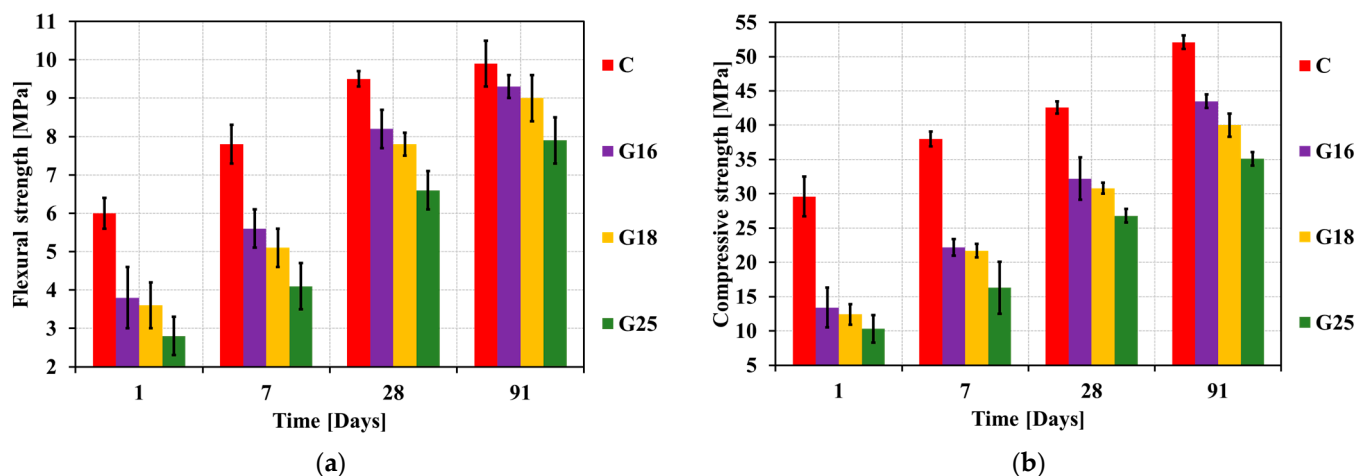 Flexural strength [MPa]
11
10
9
8
7
6
5
4
3
2
1 7 28 91
Time [Days]
C
G16
G18
G25
(a)
Compressive strength [MPa]
55
50
45
40
35
30
25
20
15
10
5
1 7 28 91
Time [Days]
C
G16
G18
G25
(b)